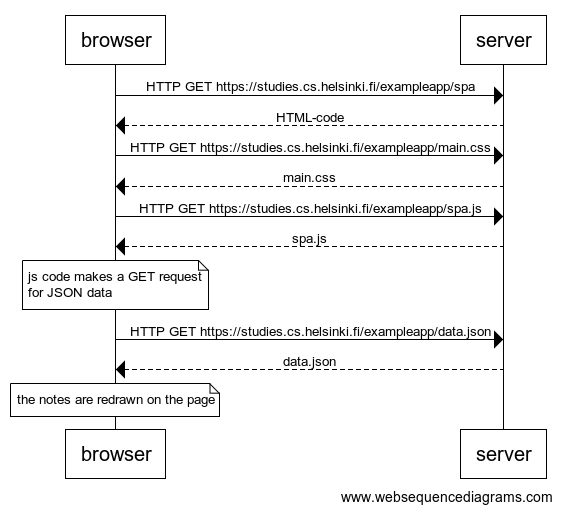 browser
server
HTTP GET https://studies.cs.helsinki.fi/exampleapp/spa
HTML-code
HTTP GET https://studies.cs.helsinki.fi/exampleapp/main.css
main.css
HTTP GET https://studies.cs.helsinki.fi/exampleapp/spa.js
spa.js
js code makes a GET request
for JSON data
HTTP GET https://studies.cs.helsinki.fi/exampleapp/data.json
data.json
the notes are redrawn on the page
browser
server
www.websequencediagrams.com